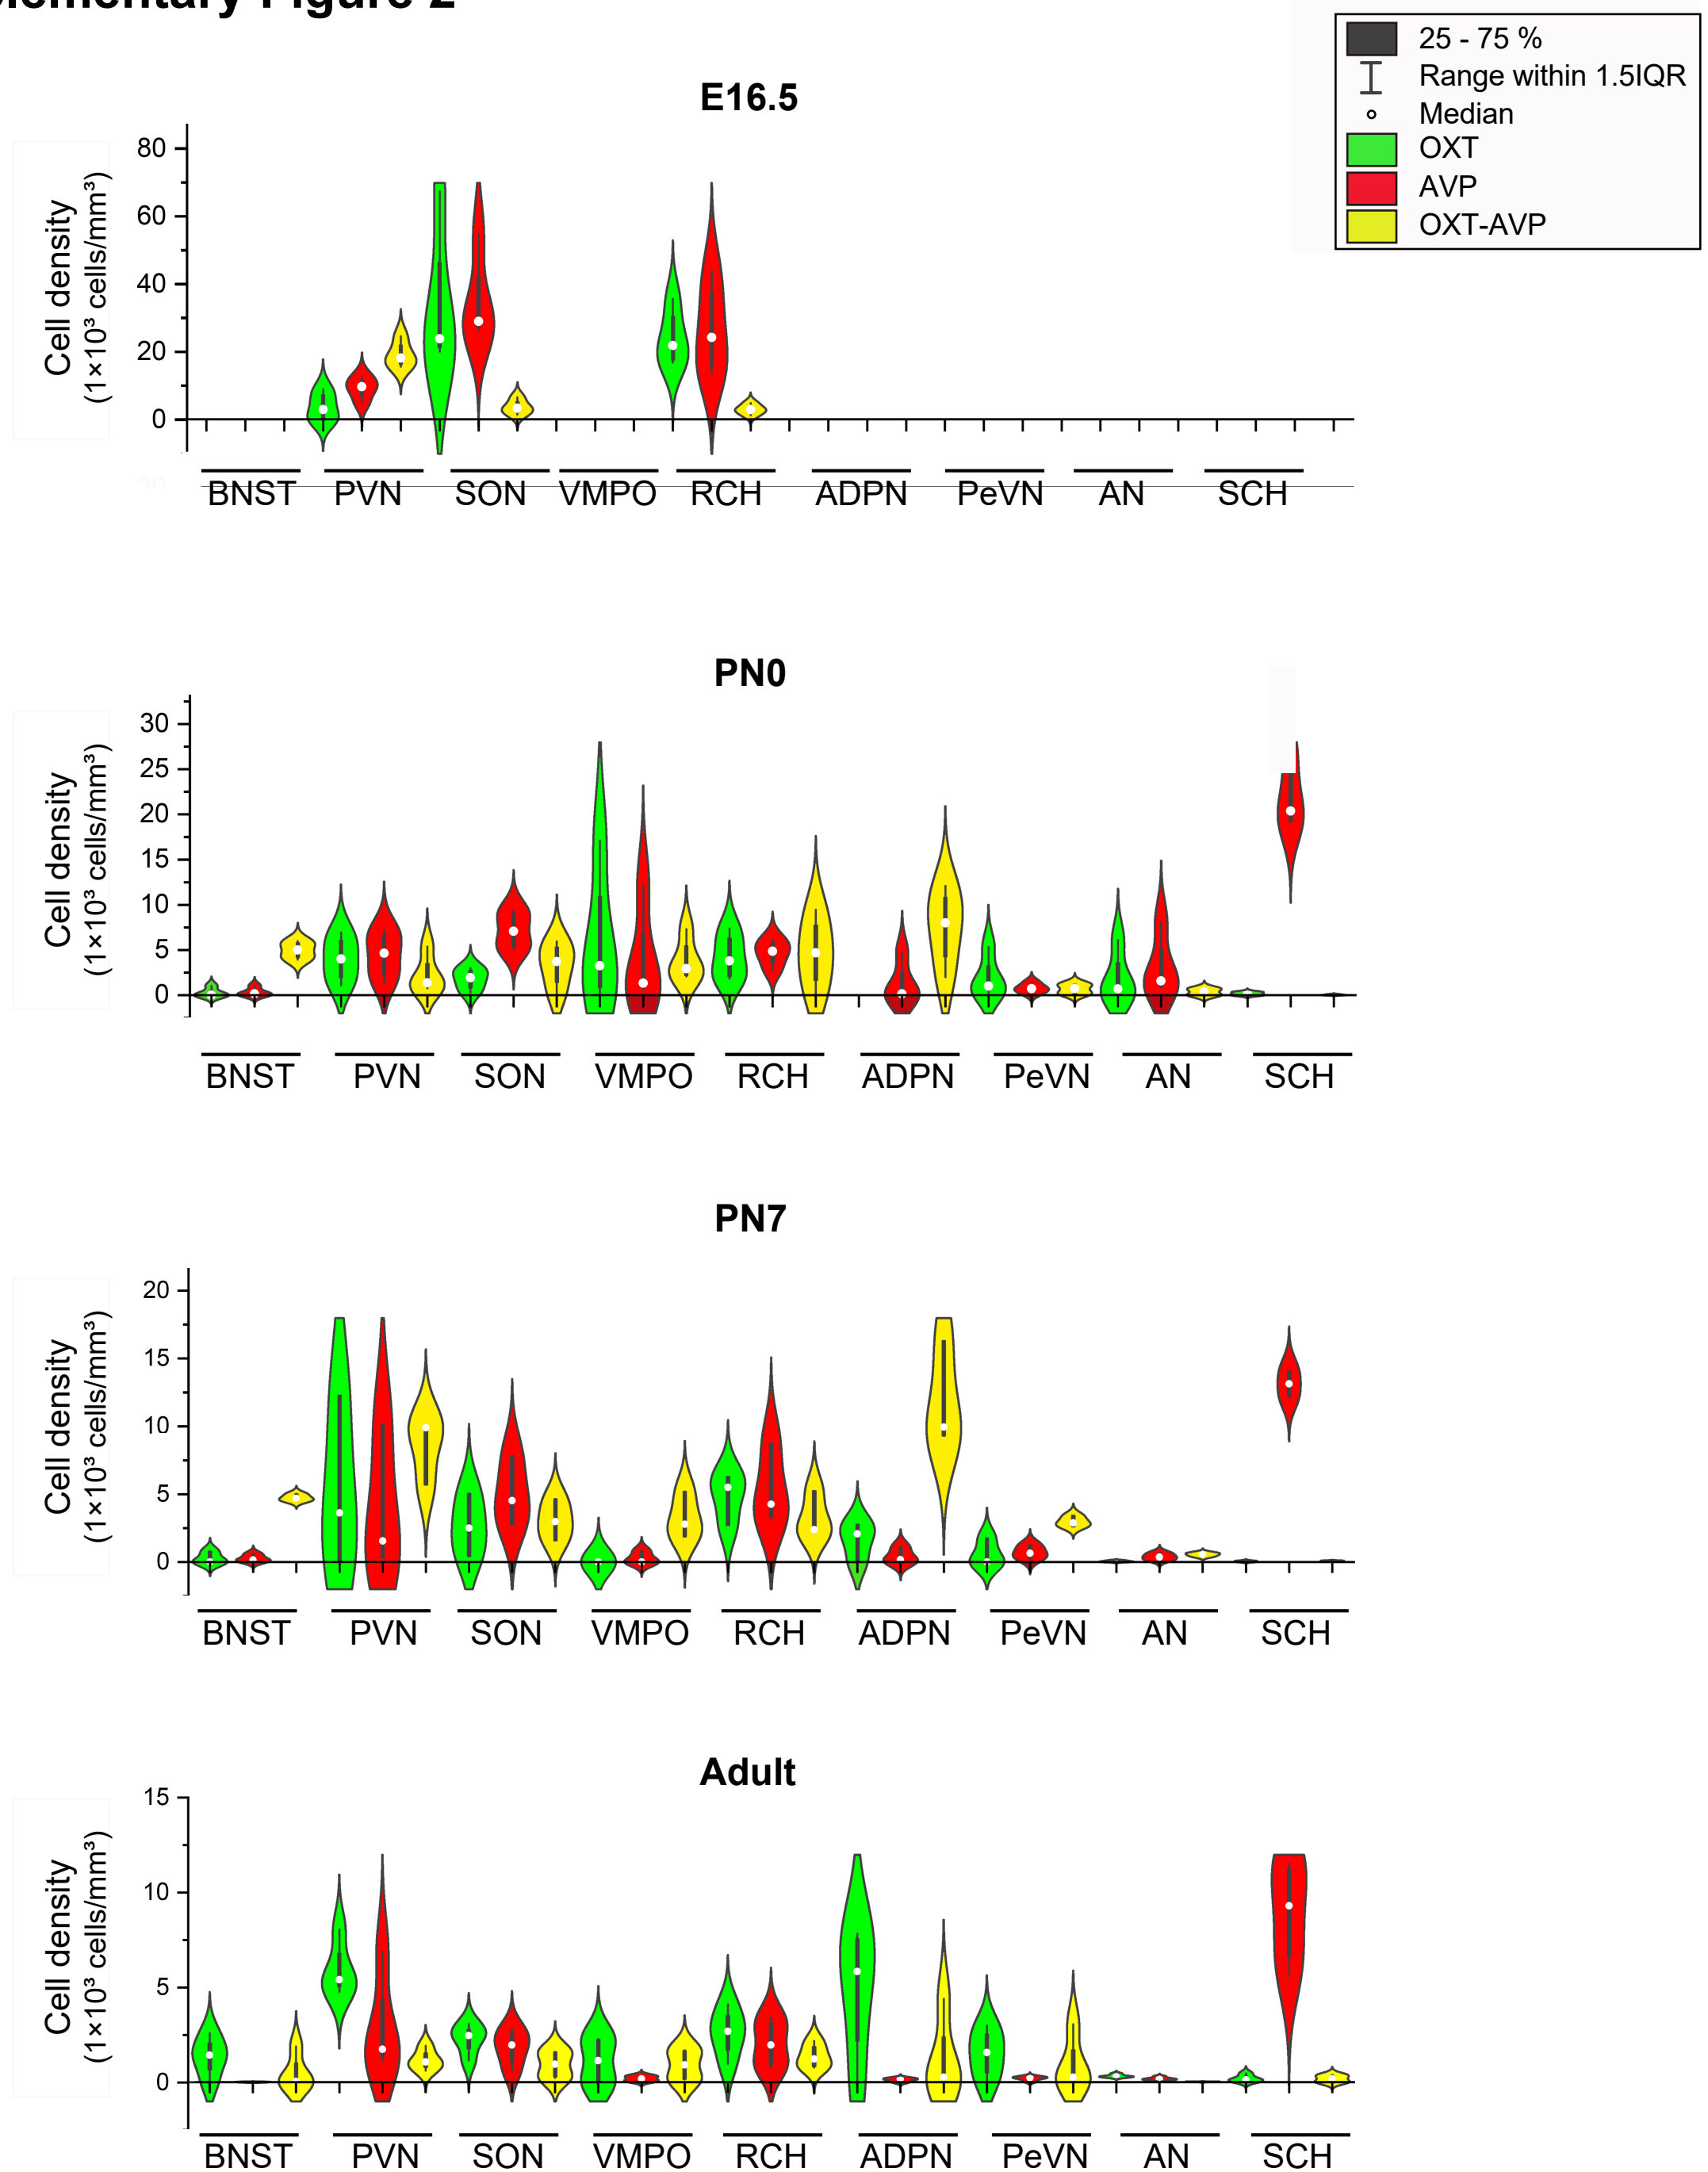 Figure 2
25 - 75 %
Range within 1.5IQR
Median
OXT
AVP
OXT-AVP
E16.5
Cell density
(1×10³ cells/mm³)
80
60
40
20
0
BNST PVN SON VMPO RCH ADPN PeVN AN SCH
PN0
Cell density
(1×10³ cells/mm³)
30
25
20
15
10
5
0
BNST PVN SON VMPO RCH ADPN PeVN AN SCH
PN7
Cell density
(1×10³ cells/mm³)
20
15
10
5
0
BNST PVN SON VMPO RCH ADPN PeVN AN SCH
Adult
Cell density
(1×10³ cells/mm³)
15
10
5
0
BNST PVN SON VMPO RCH ADPN PeVN AN SCH